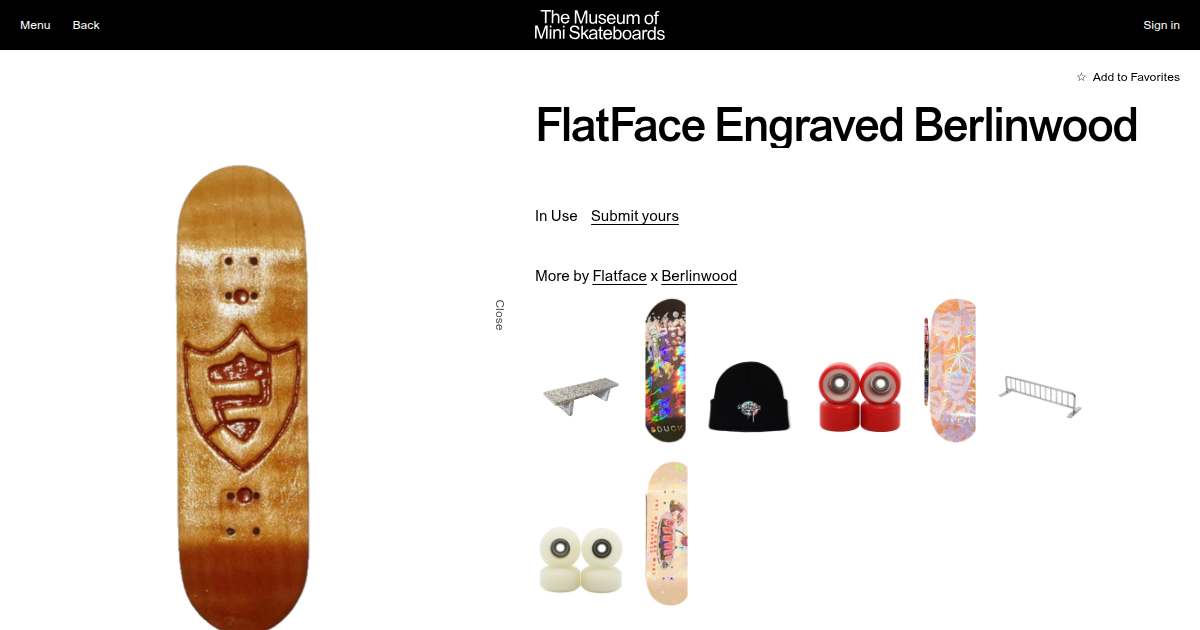 Menu
Back
The Museum of
Mini Skateboards
Sign in
☆ Add to Favorites
FlatFace Engraved Berlinwood
In Use Submit yours
More by Flatface x Berlinwood
Close